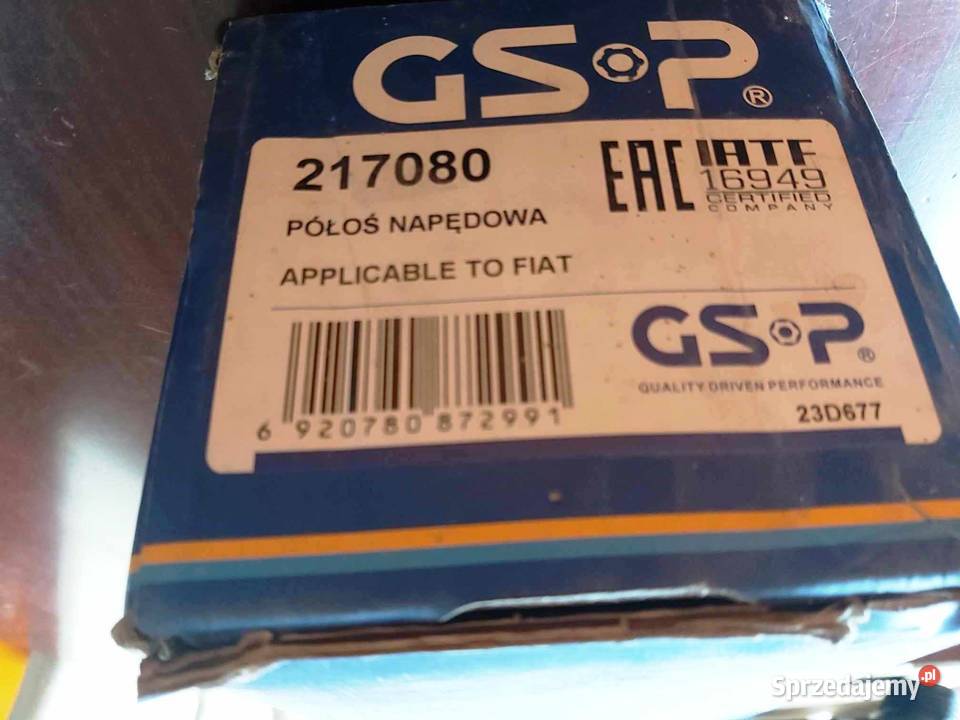 GSP®
217080
EAC
IATF
16949
CERTIFIED
COMPANY
PÓŁOŚ NAPĘDOWA
APPLICABLE TO FIAT
GSP®
QUALITY DRIVEN PERFORMANCE
23D677
6 920780 872991
Sprzedajemy.pl